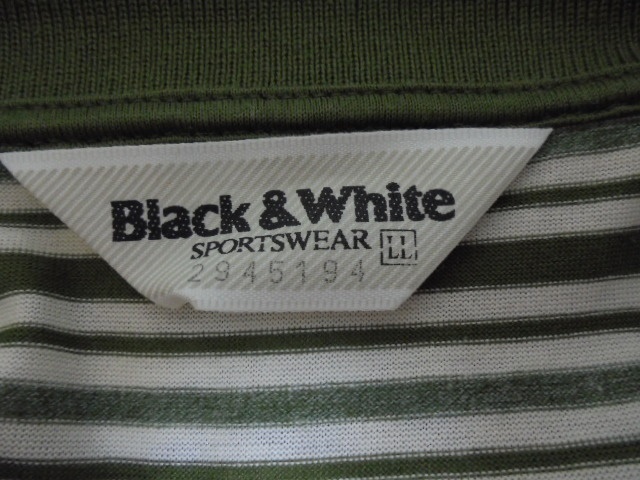 Black & White
SPORTSWEAR LL
2945194